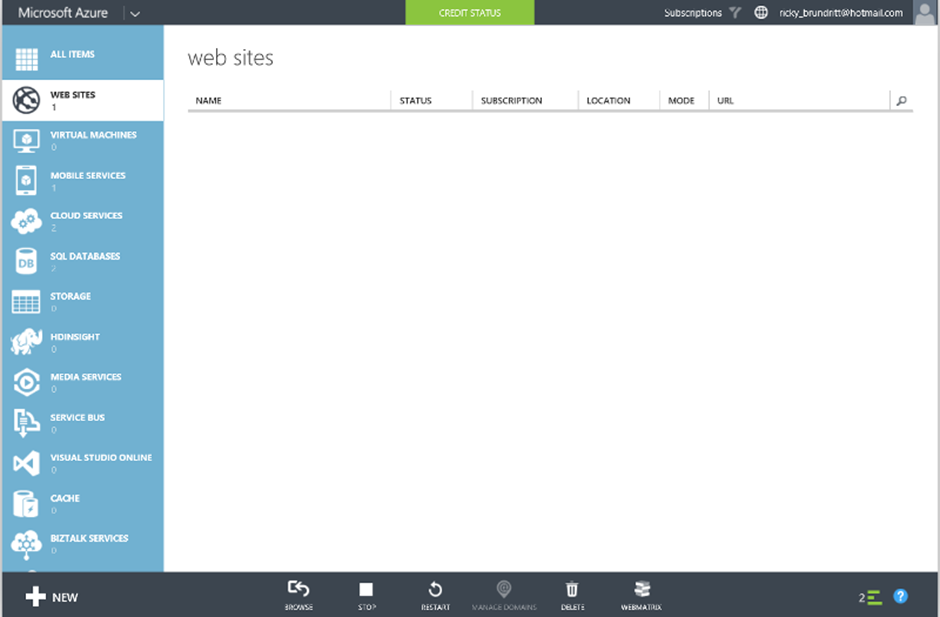 Microsoft Azure
CREDIT STATUS
Subscriptions
ricky_brundritt@hotmail.com
ALL ITEMS
WEB SITES
1
VIRTUAL MACHINES
0
MOBILE SERVICES
1
CLOUD SERVICES
2
SQL DATABASES
2
DB
STORAGE
0
HDINSIGHT
0
MEDIA SERVICES
0
SERVICE BUS
0
VISUAL STUDIO ONLINE
0
CACHE
0
BIZTALK SERVICES
0
web sites
NAME STATUS SUBSCRIPTION LOCATION MODE URL
NEW
BROWSE
STOP
RESTART
MANAGE DOMAINS
DELETE
WEBMATRIX
2
?